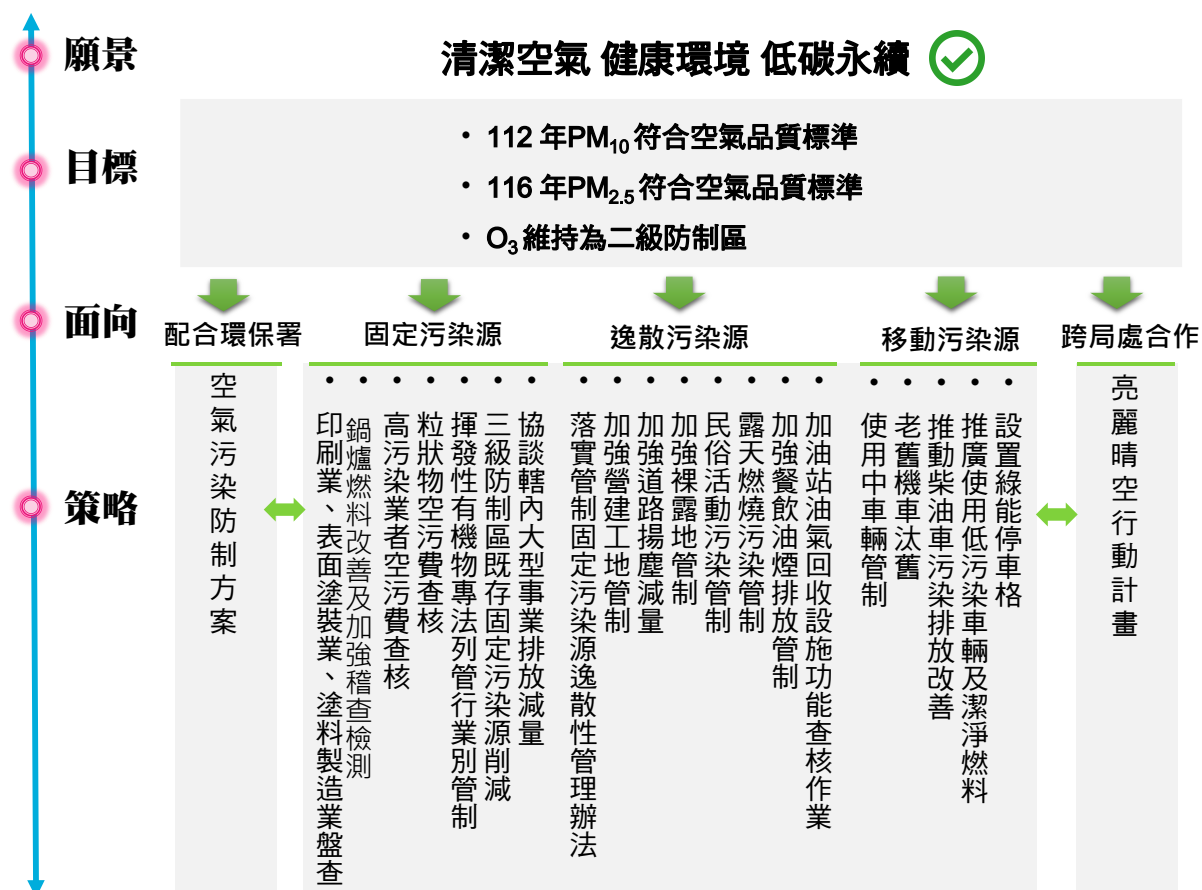 願景
清潔空氣 健康環境 低碳永續
目標
• 112 年PM10符合空氣品質標準
• 116 年PM2.5符合空氣品質標準
• O3維持為二級防制區
面向
配合環保署
固定污染源
逸散污染源
移動污染源
跨局處合作
策略
空氣污染防制方案
• 協談轄內大型事業排放減量
• 三級防制區既存固定污染源削減
• 揮發性有機物專法列管行業別管制
• 粒狀物空污費查核
• 高污染業者空污費查核
• 鍋爐燃料改善及加強稽查檢測
• 印刷業、表面塗裝業、塗料製造業盤查
• 加油站油氣回收設施功能查核作業
• 加強餐飲油煙排放管制
• 露天燃燒污染管制
• 民俗活動污染管制
• 加強裸露地管制
• 加強道路揚塵減量
• 加強營建工地管制
• 落實管制固定污染源逸散性管理辦法
• 設置綠能停車格
• 推廣使用低污染車輛及潔淨燃料
• 推動柴油車污染排放改善
• 老舊機車汰舊
• 使用中車輛管制
亮麗晴空行動計畫